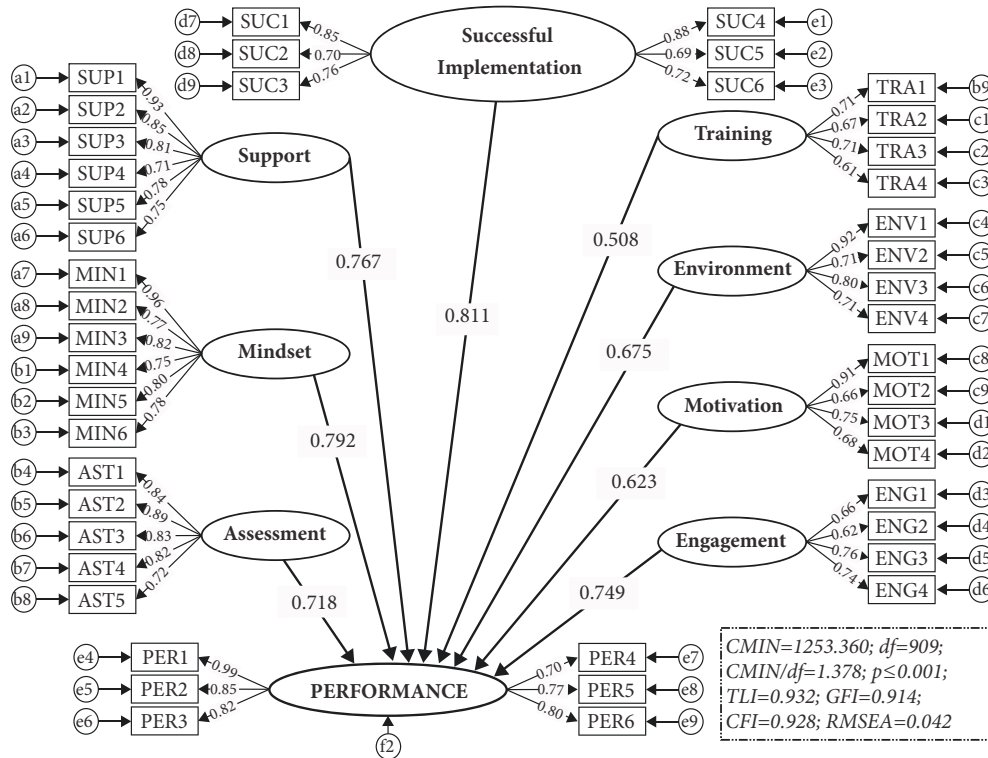 d7 SUC1 0.85
d8 SUC2 0.70
d9 SUC3 0.76
Successful
Implementation
0.88 SUC4 e1
0.69 SUC5 e2
0.72 SUC6 e3
a1 SUP1 0.93
a2 SUP2 0.85
a3 SUP3 0.81
a4 SUP4 0.71
a5 SUP5 0.78
a6 SUP6 0.75
Support
Training
0.71 TRA1 b9
0.67 TRA2 c1
0.71 TRA3 c2
0.61 TRA4 c3
0.767
0.811
0.508
a7 MIN1 0.96
a8 MIN2 0.77
a9 MIN3 0.82
b1 MIN4 0.75
b2 MIN5 0.80
b3 MIN6 0.78
Mindset
0.792
Environment
0.92 ENV1 c4
0.71 ENV2 c5
0.80 ENV3 c6
0.71 ENV4 c7
0.675
Motivation
0.91 MOT1 c8
0.66 MOT2 c9
0.75 MOT3 d1
0.68 MOT4 d2
0.623
b4 AST1 0.84
b5 AST2 0.89
b6 AST3 0.83
b7 AST4 0.82
b8 AST5 0.72
Assessment
0.718
Engagement
0.66 ENG1 d3
0.62 ENG2 d4
0.76 ENG3 d5
0.74 ENG4 d6
0.749
e4 PER1 0.99
e5 PER2 0.85
e6 PER3 0.82
PERFORMANCE
0.70 PER4 e7
0.77 PER5 e8
0.80 PER6 e9
f2
CMIN=1253.360; df=909;
CMIN/df=1.378; p≤0.001;
TLI=0.932; GFI=0.914;
CFI=0.928; RMSEA=0.042